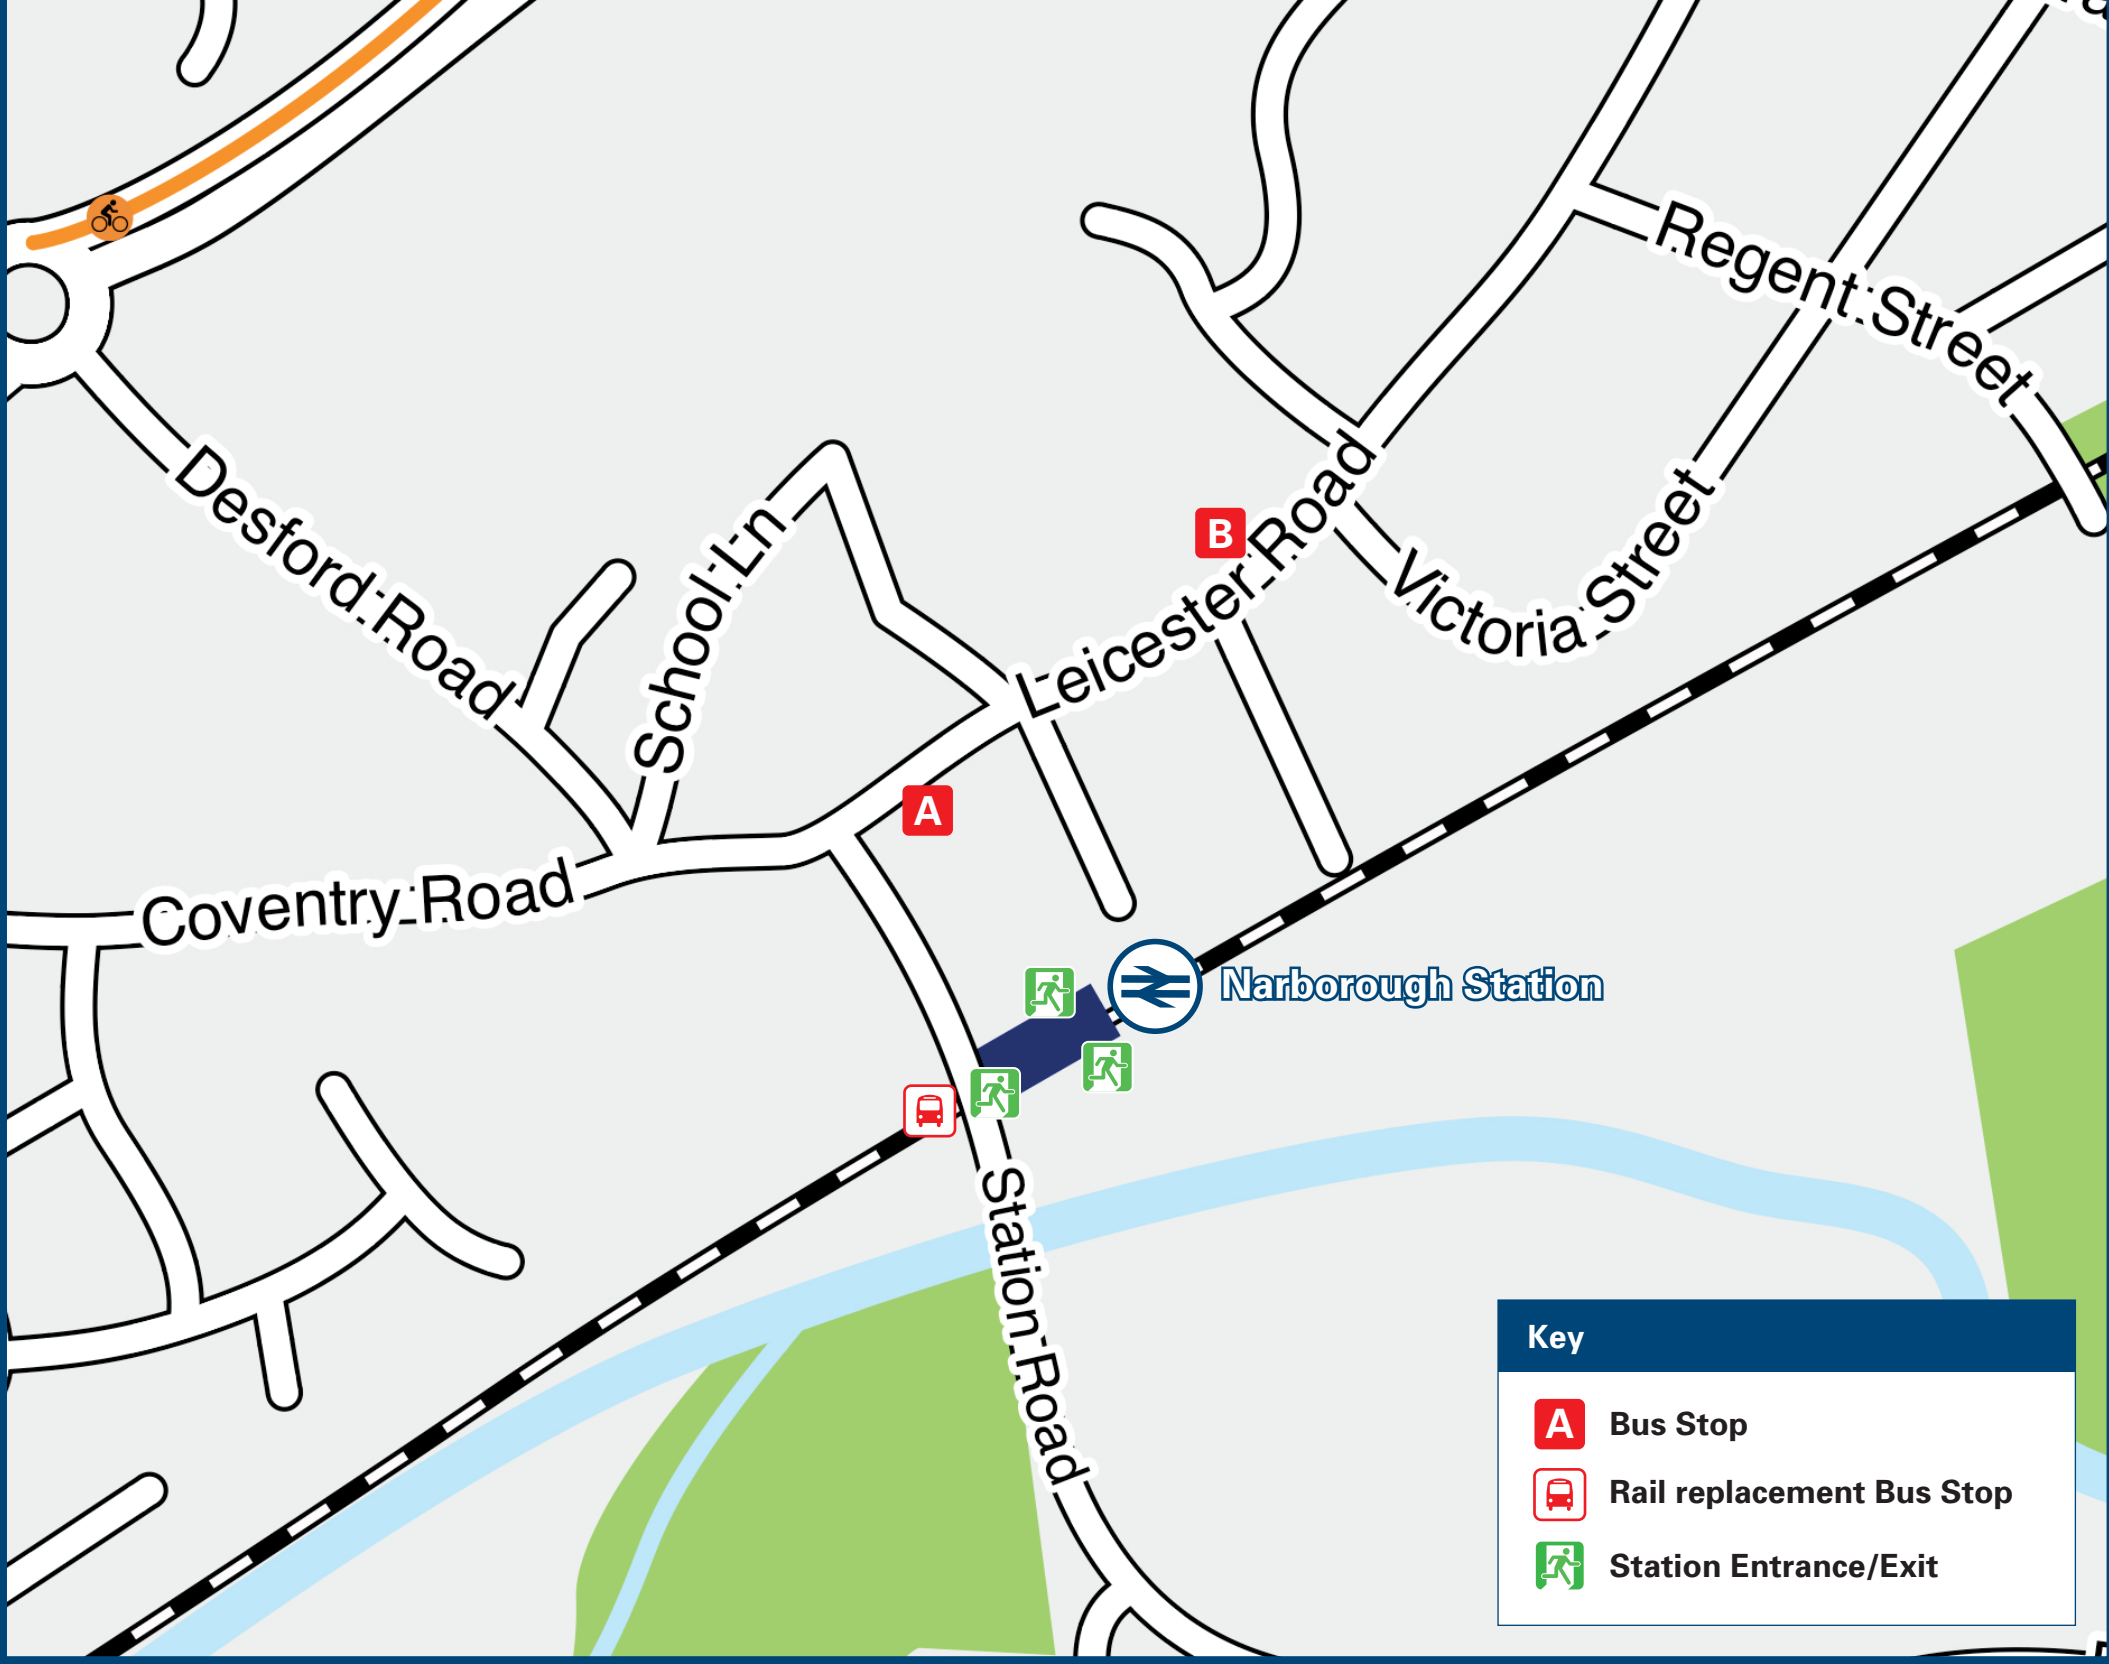 Regent Street
Desford Road
School Ln
B
Leicester Road
Victoria Street
A
Coventry Road
Narborough Station
Station Road
Key
A Bus Stop
Rail replacement Bus Stop
Station Entrance/Exit